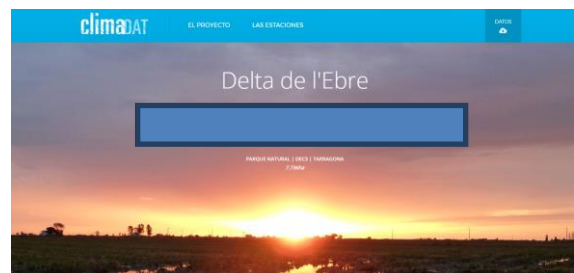 climaDAT
EL PROYECTO LAS ESTACIONES
DATOS
Delta de l'Ebre
PARQUE NATURAL | DEC3 | TARRAGONA